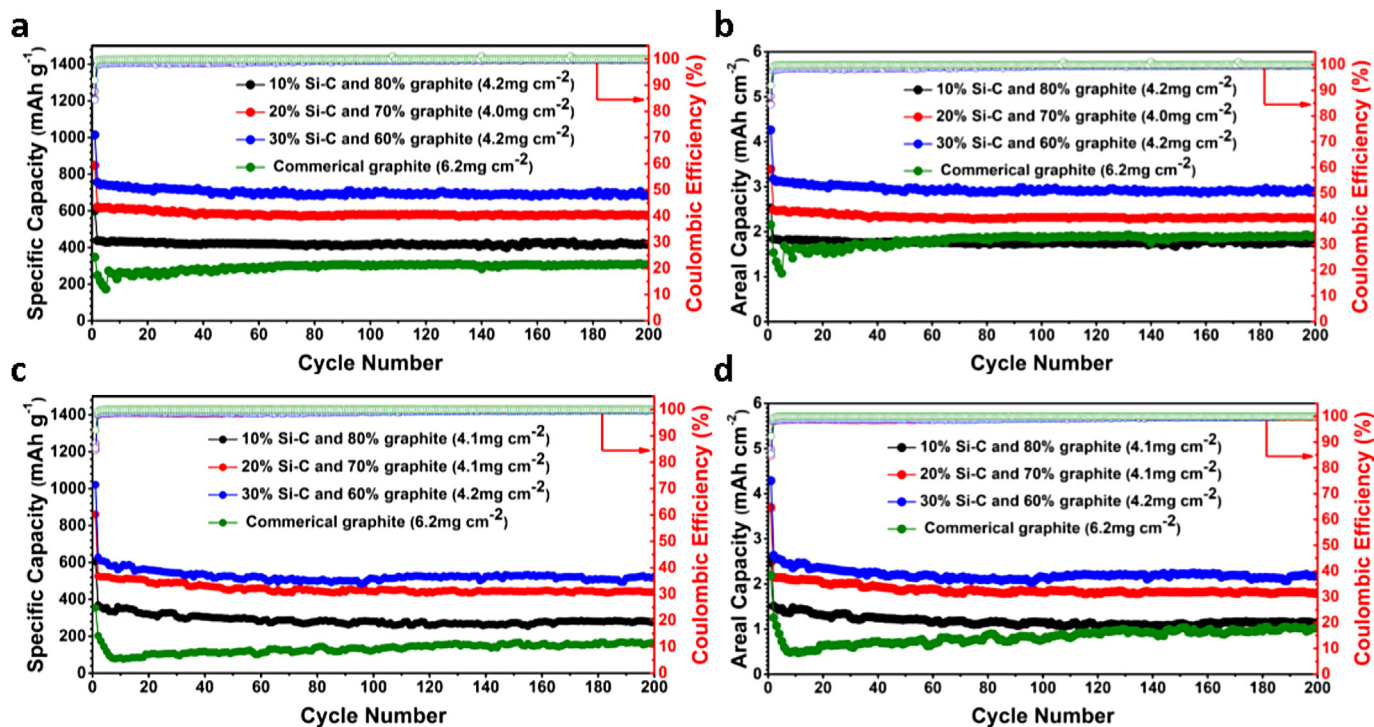 a
Specific Capacity (mAh g⁻¹)
1400
1200
1000
800
600
400
200
0
10% Si-C and 80% graphite (4.2mg cm⁻²)
20% Si-C and 70% graphite (4.0mg cm⁻²)
30% Si-C and 60% graphite (4.2mg cm⁻²)
Commerical graphite (6.2mg cm⁻²)
100
90
80
70
60
50
40
30
20
10
0
Coulombic Efficiency (%)
0 20 40 60 80 100 120 140 160 180 200
Cycle Number
b
Areal Capacity (mAh cm⁻²)
6
5
4
3
2
1
0
10% Si-C and 80% graphite (4.2mg cm⁻²)
20% Si-C and 70% graphite (4.0mg cm⁻²)
30% Si-C and 60% graphite (4.2mg cm⁻²)
Commerical graphite (6.2mg cm⁻²)
100
90
80
70
60
50
40
30
20
10
0
Coulombic Efficiency (%)
0 20 40 60 80 100 120 140 160 180 200
Cycle Number
c
Specific Capacity (mAh g⁻¹)
1400
1200
1000
800
600
400
200
0
10% Si-C and 80% graphite (4.1mg cm⁻²)
20% Si-C and 70% graphite (4.1mg cm⁻²)
30% Si-C and 60% graphite (4.2mg cm⁻²)
Commerical graphite (6.2mg cm⁻²)
100
90
80
70
60
50
40
30
20
10
0
Coulombic Efficiency (%)
0 20 40 60 80 100 120 140 160 180 200
Cycle Number
d
Areal Capacity (mAh cm⁻²)
6
5
4
3
2
1
0
10% Si-C and 80% graphite (4.1mg cm⁻²)
20% Si-C and 70% graphite (4.1mg cm⁻²)
30% Si-C and 60% graphite (4.2mg cm⁻²)
Commerical graphite (6.2mg cm⁻²)
100
90
80
70
60
50
40
30
20
10
0
Coulombic Efficiency (%)
0 20 40 60 80 100 120 140 160 180 200
Cycle Number